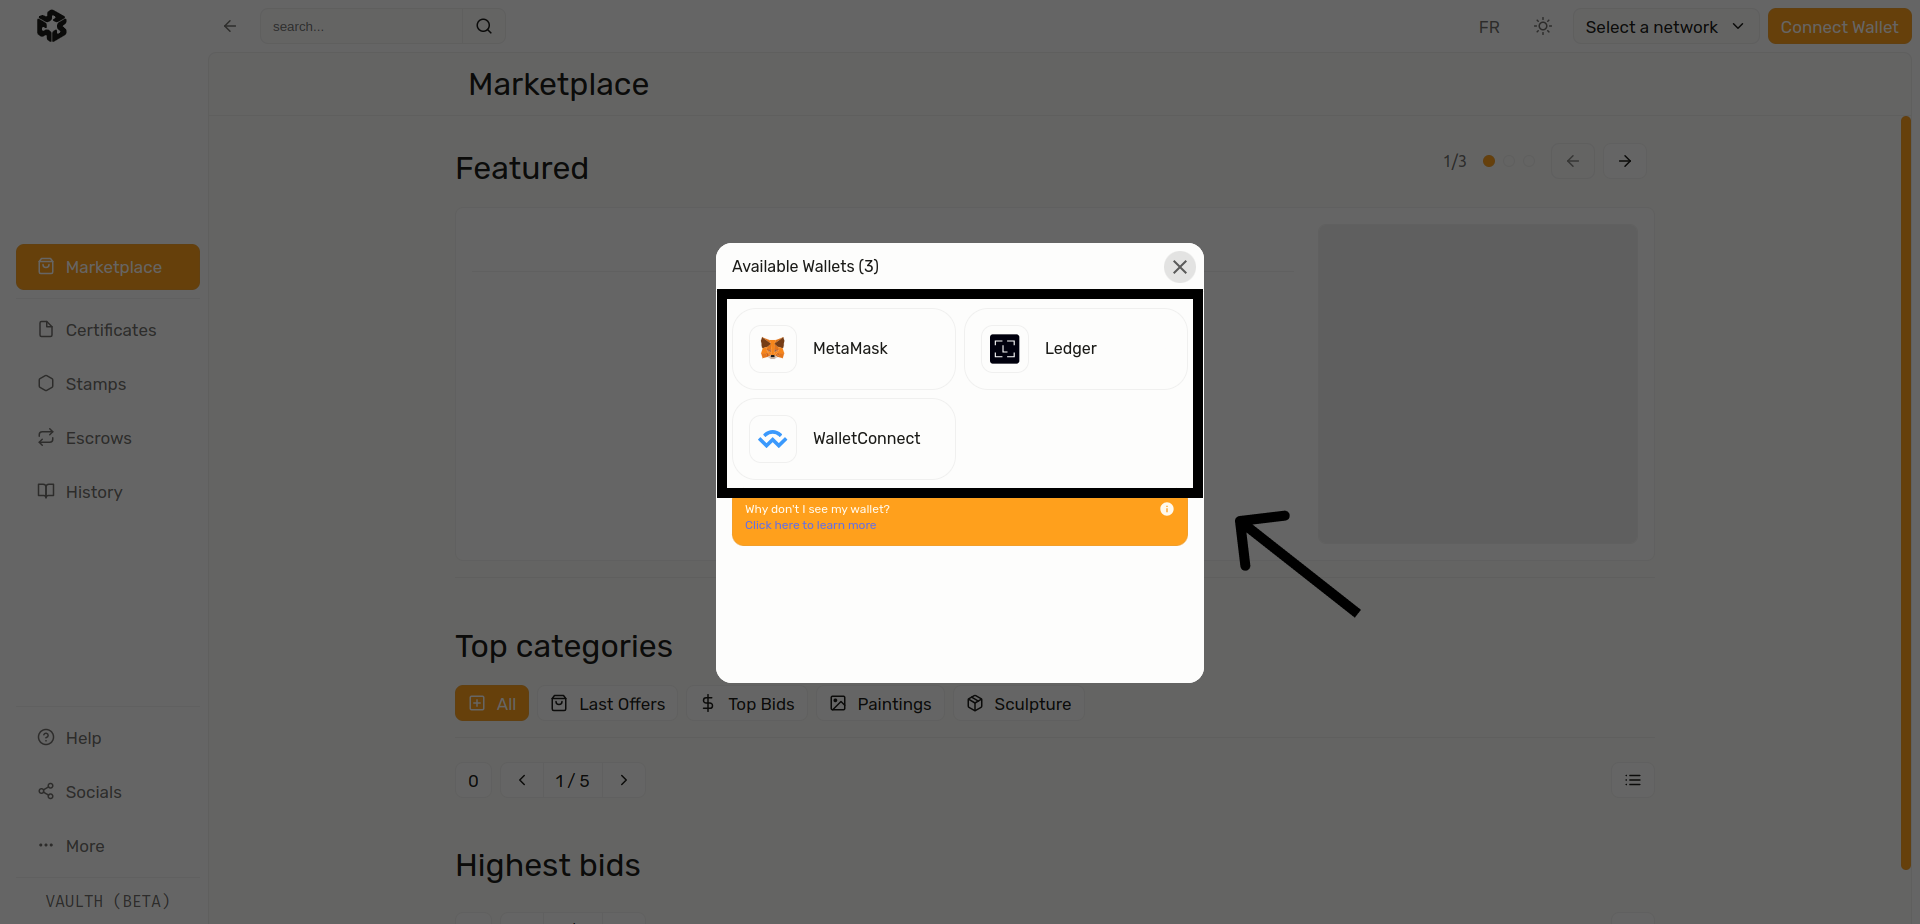 search...
FR
Select a network
Connect Wallet
Marketplace
Featured
1/3
Marketplace
Certificates
Stamps
Escrows
History
Available Wallets (3)
MetaMask
Ledger
WalletConnect
Why don't I see my wallet?
Click here to learn more
Top categories
All
Last Offers
Top Bids
Paintings
Sculpture
0
1 / 5
Highest bids
Help
Socials
More
VAULTH (BETA)